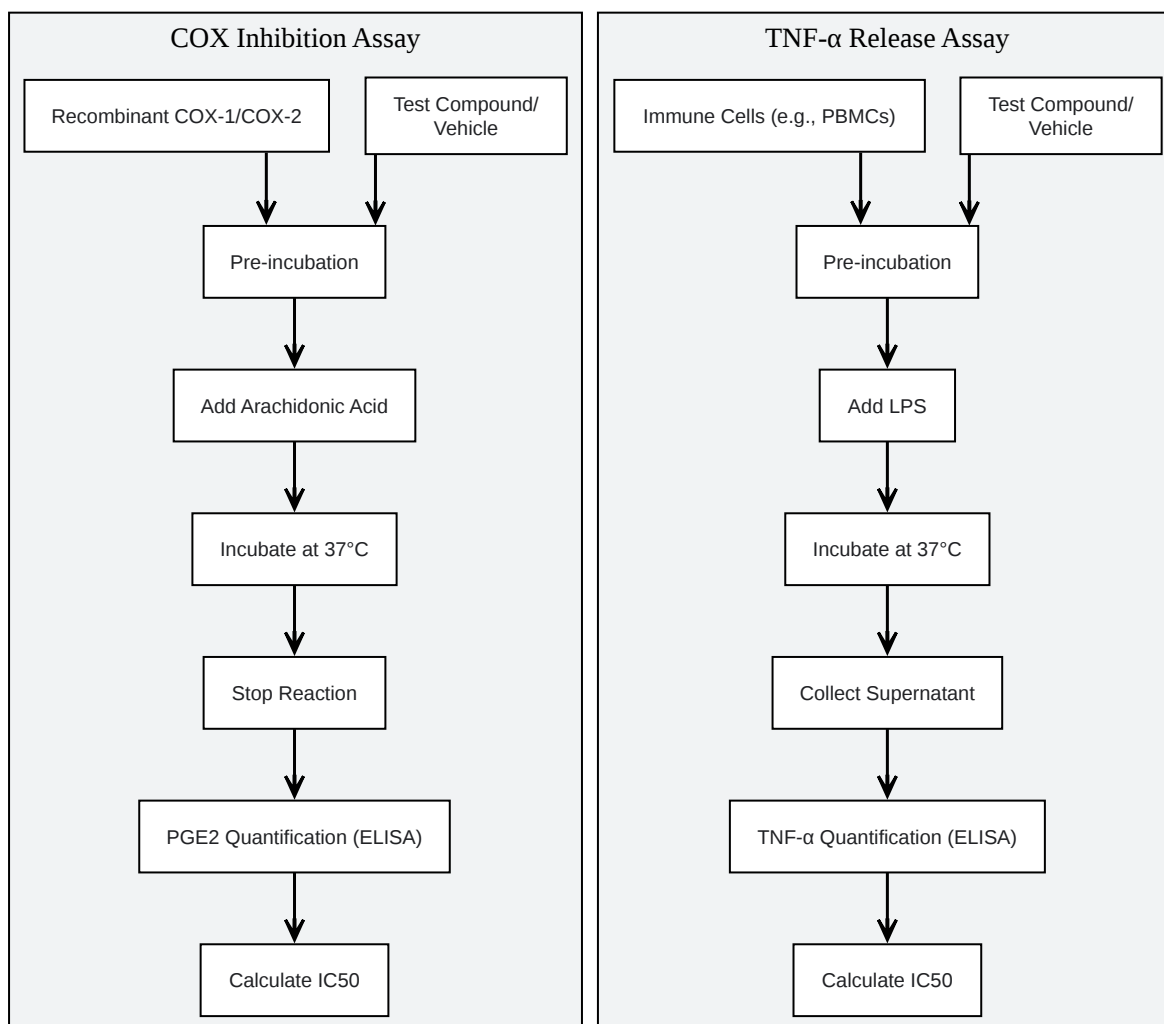 COX Inhibition Assay
Recombinant COX-1/COX-2
Test Compound/
Vehicle
Pre-incubation
Add Arachidonic Acid
Incubate at 37°C
Stop Reaction
PGE2 Quantification (ELISA)
Calculate IC50
TNF-α Release Assay
Immune Cells (e.g., PBMCs)
Test Compound/
Vehicle
Pre-incubation
Add LPS
Incubate at 37°C
Collect Supernatant
TNF-α Quantification (ELISA)
Calculate IC50